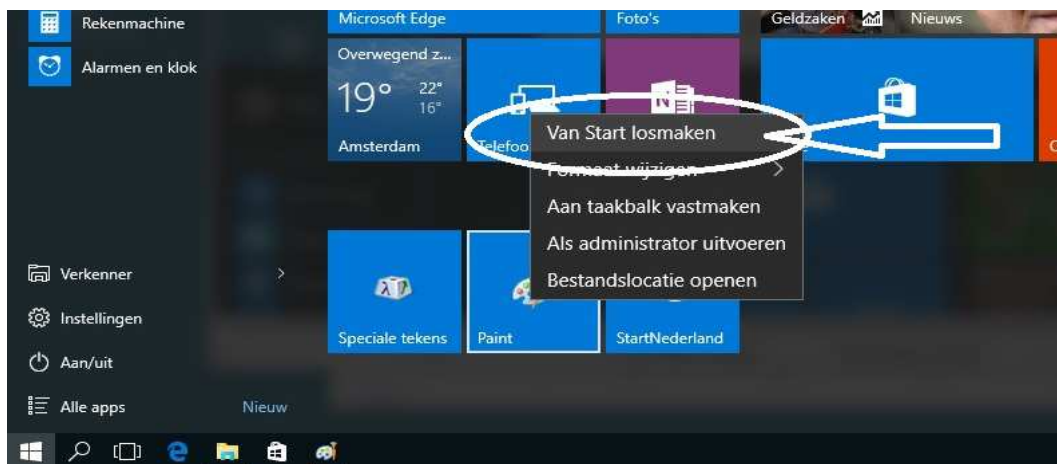 Rekenmachine
Alarmen en klok
Verkenner
Instellingen
Aan/uit
Alle apps
Nieuw
Microsoft Edge
Foto's
Geldzaken
Nieuws
Overwegend z...
19° 22°
16°
Amsterdam
Telefoo
Van Start losmaken
Formaat wijzigen
Aan taakbalk vastmaken
Als administrator uitvoeren
Bestandslocatie openen
Speciale tekens
Paint
StartNederland